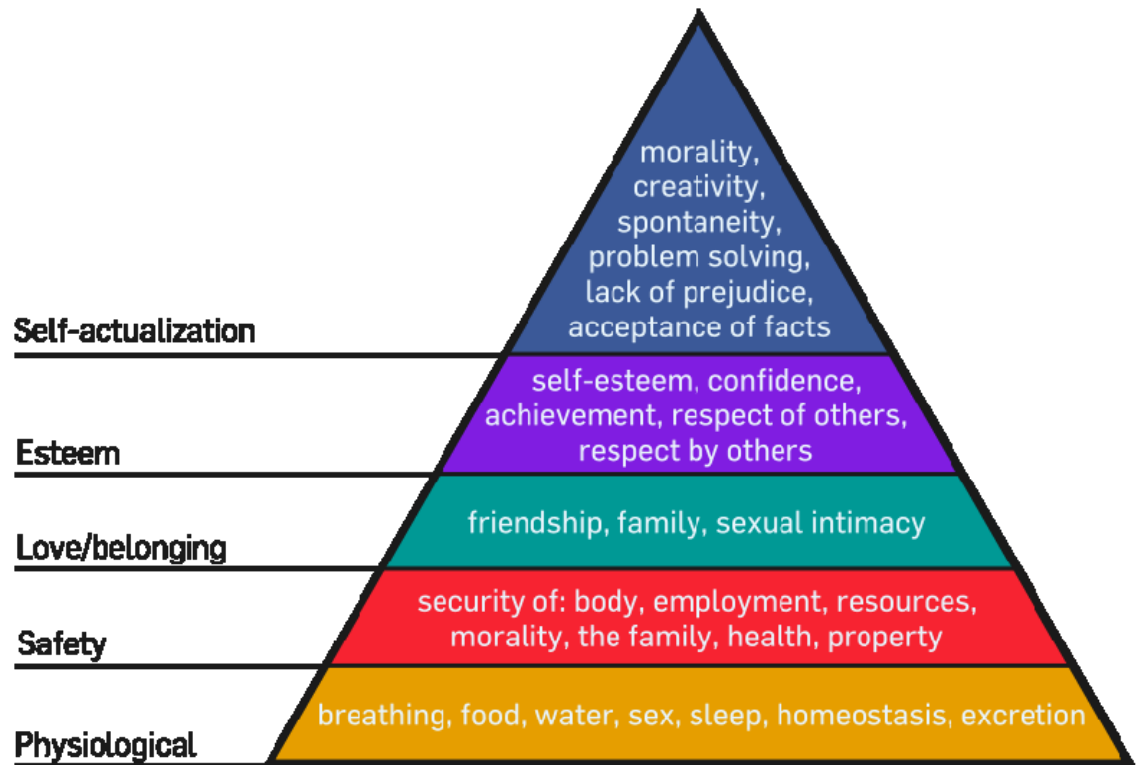 morality,
creativity,
spontaneity,
problem solving,
lack of prejudice,
acceptance of facts
Self-actualization
self-esteem, confidence,
achievement, respect of others,
respect by others
Esteem
friendship, family, sexual intimacy
Love/belonging
security of: body, employment, resources,
morality, the family, health, property
Safety
breathing, food, water, sex, sleep, homeostasis, excretion
Physiological